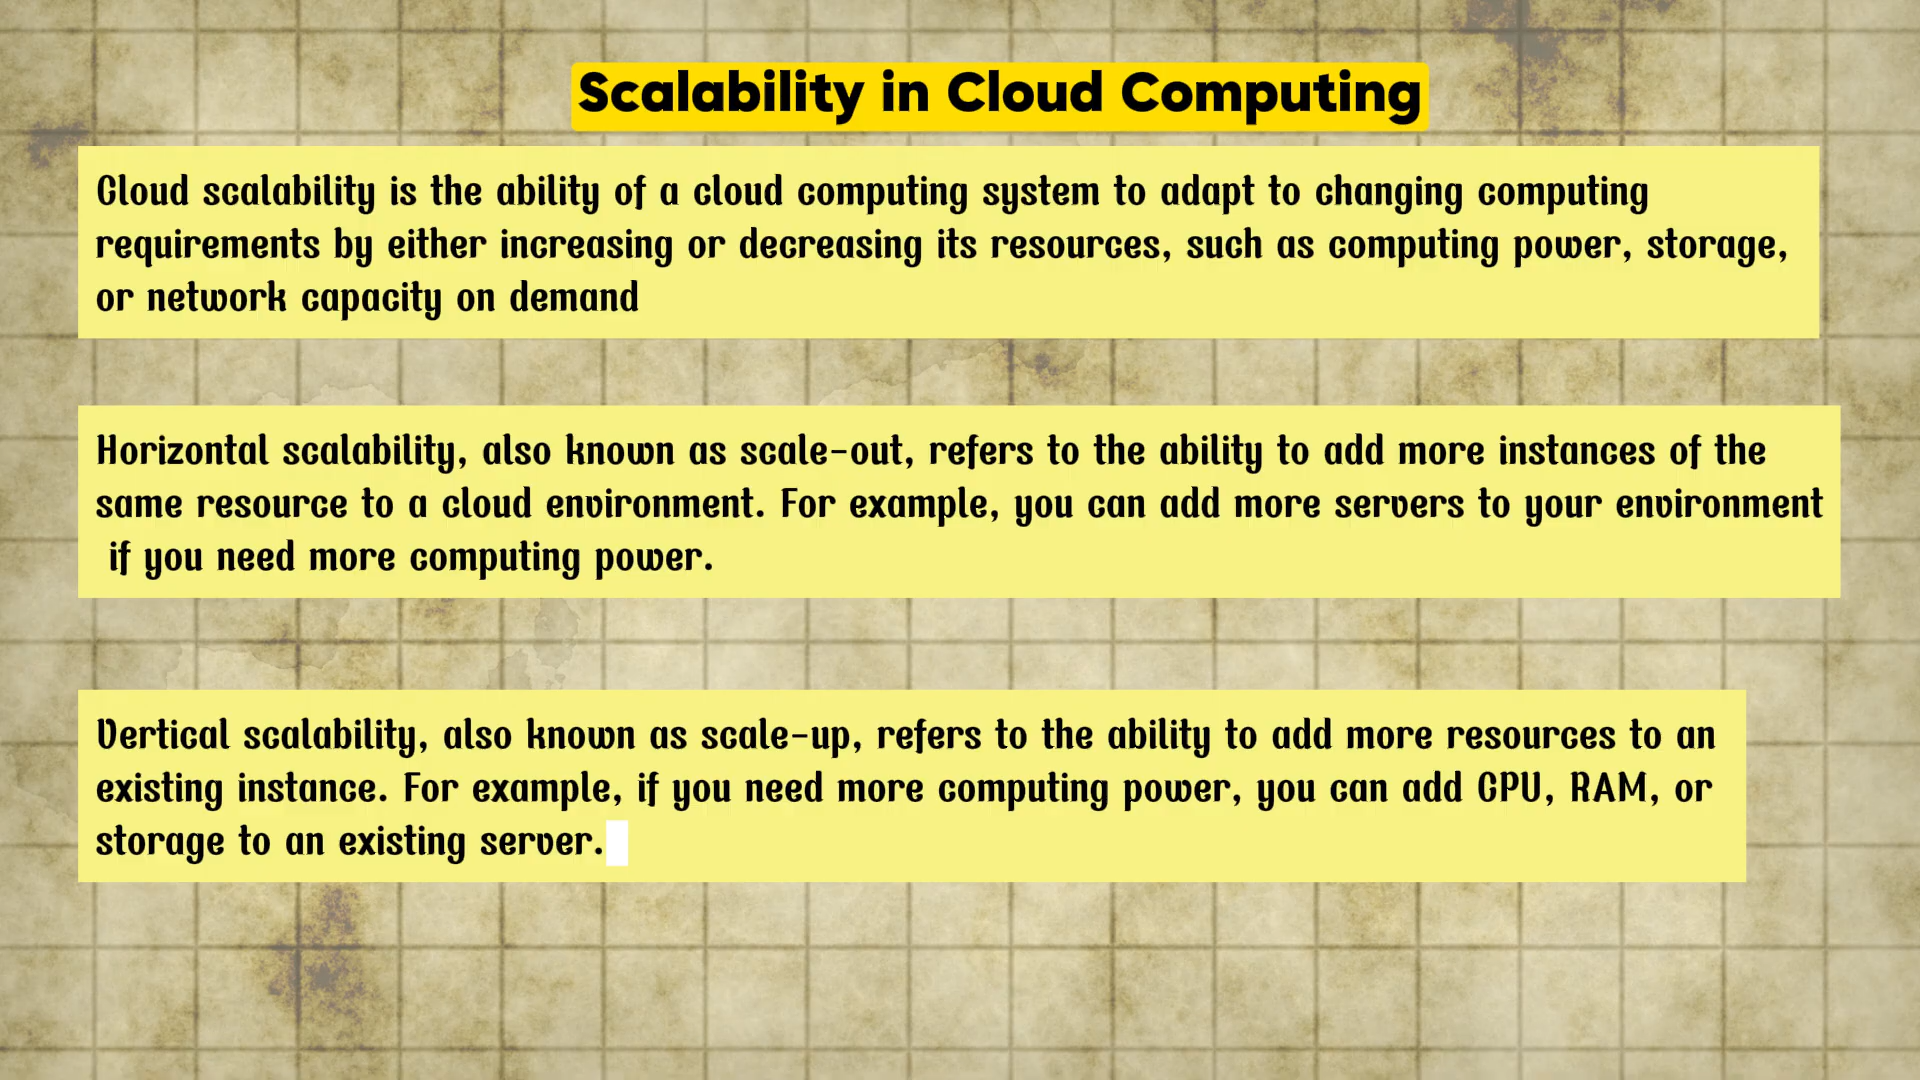 Scalability in Cloud Computing
Cloud scalability is the ability of a cloud computing system to adapt to changing computing
requirements by either increasing or decreasing its resources, such as computing power, storage,
or network capacity on demand
Horizontal scalability, also known as scale-out, refers to the ability to add more instances of the
same resource to a cloud environment. For example, you can add more servers to your environment
if you need more computing power.
Vertical scalability, also known as scale-up, refers to the ability to add more resources to an
existing instance. For example, if you need more computing power, you can add CPU, RAM, or
storage to an existing server.